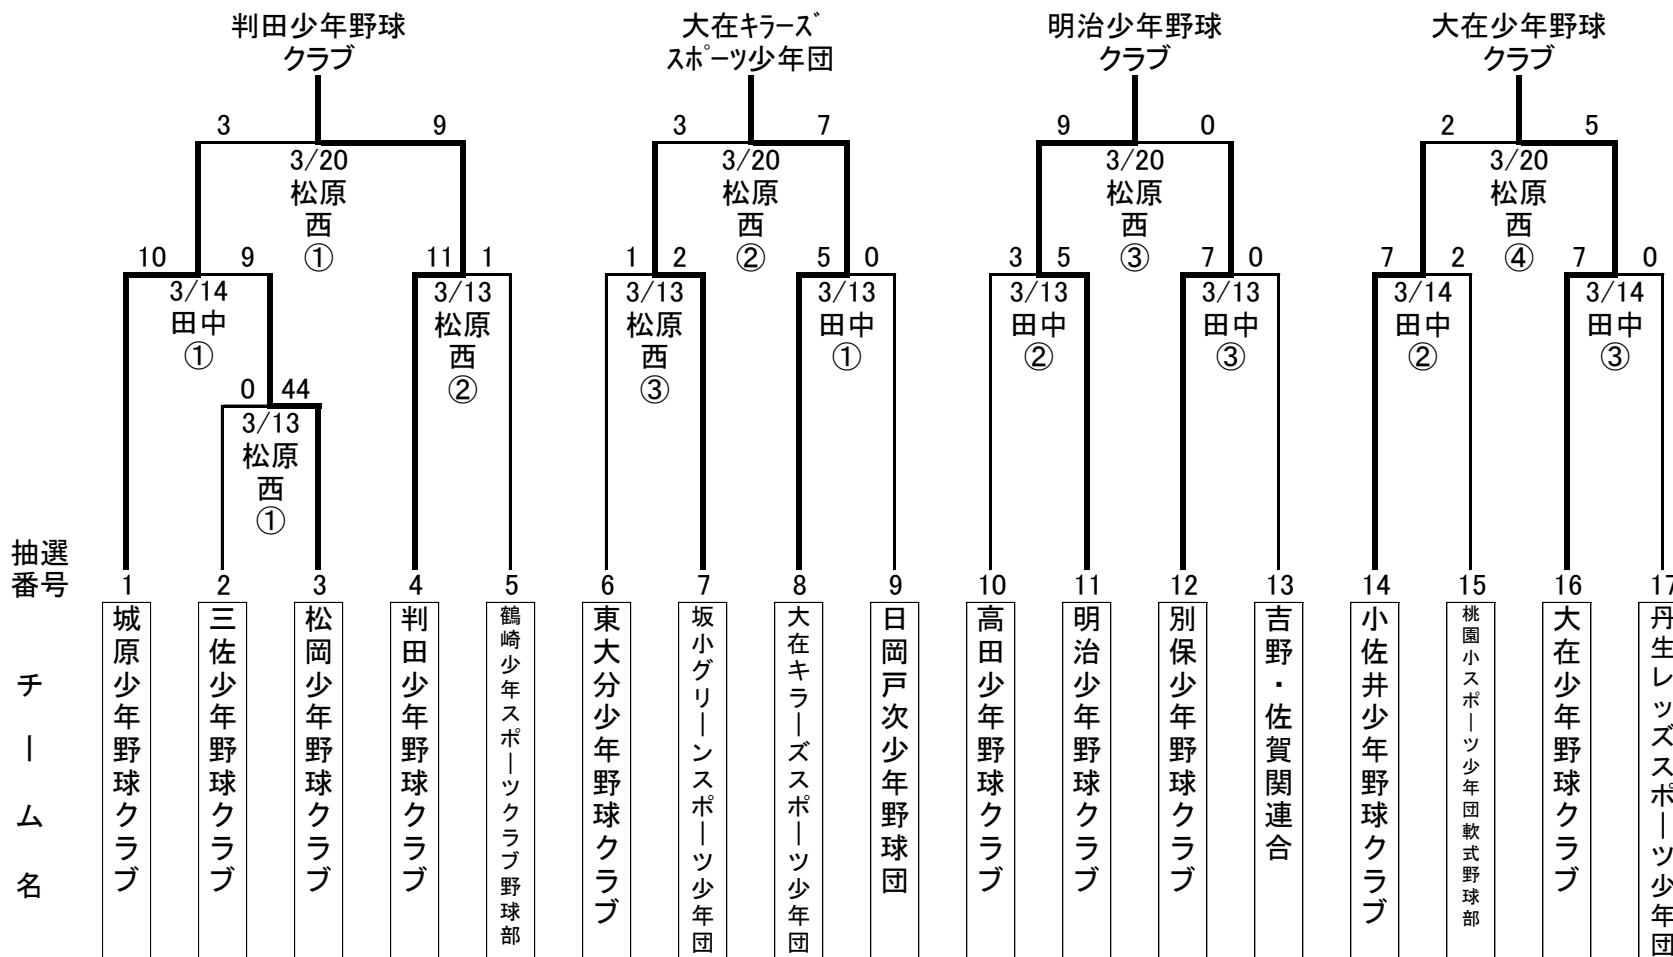 判田少年野球
クラブ
大在キラーズ
スポーツ少年団
明治少年野球
クラブ
大在少年野球
クラブ
3 9
3/20
松原
西
①
3 7
3/20
松原
西
②
9 0
3/20
松原
西
③
2 5
3/20
松原
西
④
10 9
3/14
田中
①
11 1
3/13
松原
西
②
1 2
3/13
松原
西
③
5 0
3/13
田中
①
3 5
3/13
田中
②
7 0
3/13
田中
③
7 2
3/14
田中
②
7 0
3/14
田中
③
0 44
3/13
松原
西
①
抽選
番号
1 2 3 4 5 6 7 8 9 10 11 12 13 14 15 16 17
チーム名
城原少年野球クラブ
三佐少年野球クラブ
松岡少年野球クラブ
判田少年野球クラブ
鶴崎少年スポーツクラブ野球部
東大分少年野球クラブ
坂小グリーンスポーツ少年団
大在キラーズスポーツ少年団
日岡戸次少年野球団
高田少年野球クラブ
明治少年野球クラブ
別保少年野球クラブ
吉野・佐賀関連合
小佐井少年野球クラブ
桃園小スポーツ少年団軟式野球部
大在少年野球クラブ
丹生レッズスポーツ少年団